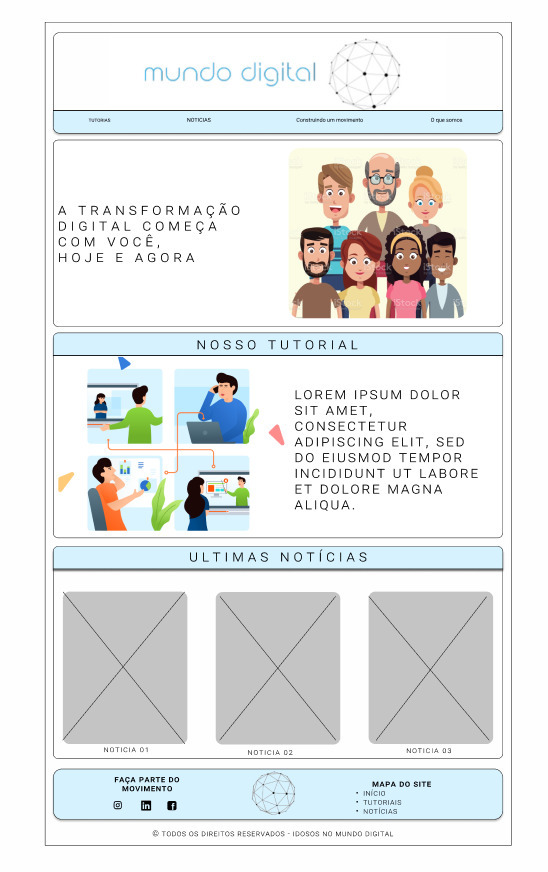 mundo digital
TUTORIAS
NOTICIAS
Construindo um movimento
O que somos
A TRANSFORMAÇÃO
DIGITAL COMEÇA
COM VOCÊ,
HOJE E AGORA
iStock
iStock
iStock
NOSSO TUTORIAL
LOREM IPSUM DOLOR
SIT AMET,
CONSECTETUR
ADIPISCING ELIT, SED
DO EIUSMOD TEMPOR
INCIDIDUNT UT LABORE
ET DOLORE MAGNA
ALIQUA.
ULTIMAS NOTÍCIAS
NOTICIA 01
NOTICIA 02
NOTICIA 03
FAÇA PARTE DO
MOVIMENTO
MAPA DO SITE
• INÍCIO
• TUTORIAIS
• NOTÍCIAS
© TODOS OS DIREITOS RESERVADOS - IDOSOS NO MUNDO DIGITAL